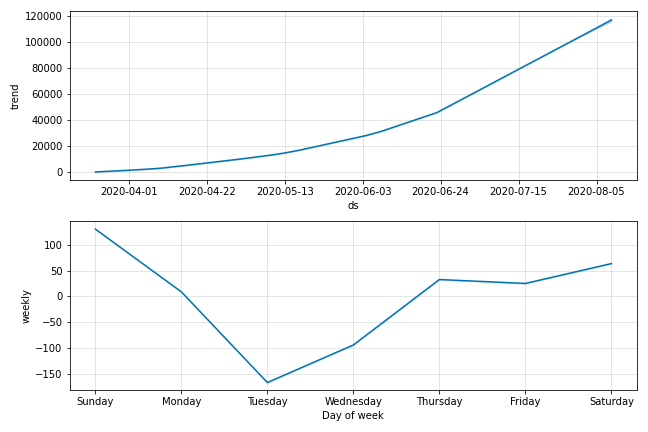 120000
100000
80000
60000
40000
20000
0
trend
2020-04-01 2020-04-22 2020-05-13 2020-06-03 2020-06-24 2020-07-15 2020-08-05
ds
100
50
0
−50
−100
−150
weekly
Sunday Monday Tuesday Wednesday Thursday Friday Saturday
Day of week